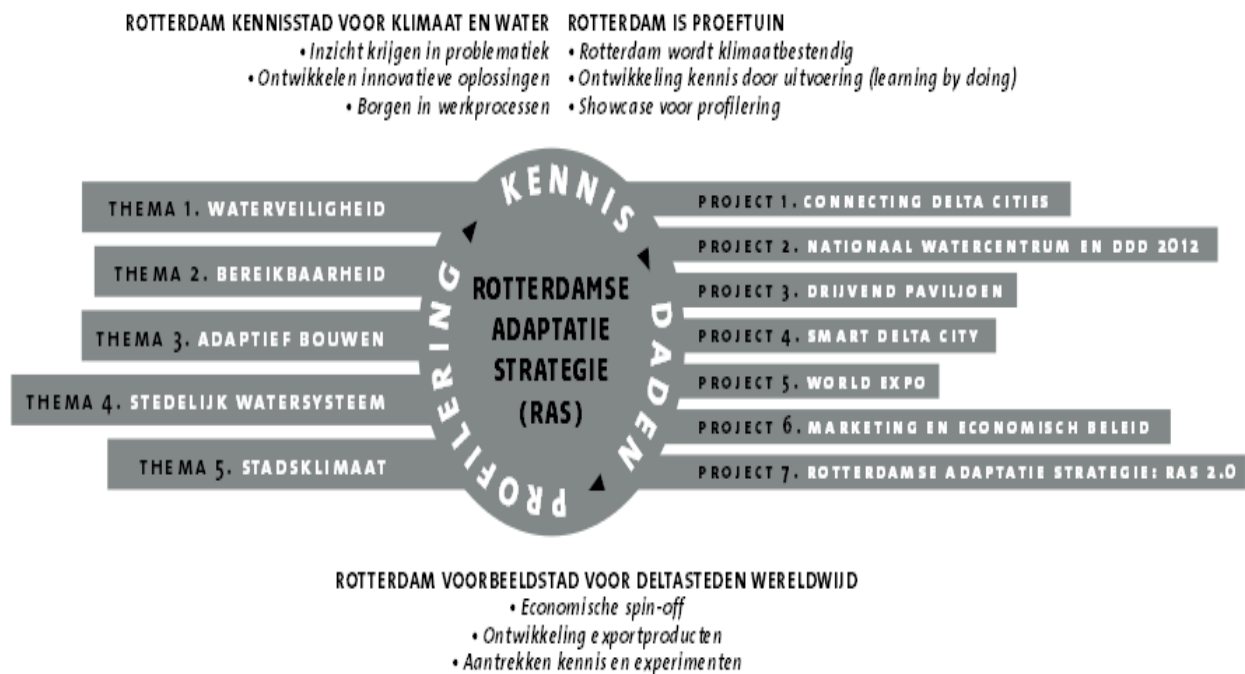 ROTTERDAM KENNISSTAD VOOR KLIMAAT EN WATER
• Inzicht krijgen in problematiek
• Ontwikkelen innovatieve oplossingen
• Borgen in werkprocessen
ROTTERDAM IS PROEFTUIN
• Rotterdam wordt klimaatbestendig
• Ontwikkeling kennis door uitvoering (learning by doing)
• Showcase voor profilering
THEMA 1. WATERVEILIGHEID
THEMA 2. BEREIKBAARHEID
THEMA 3. ADAPTIEF BOUWEN
THEMA 4. STEDELIJK WATERSYSTEEM
THEMA 5. STADSKLIMAAT
KENNIS
DADEN
PROFILERING
ROTTERDAMSE
ADAPTATIE
STRATEGIE
(RAS)
PROJECT 1. CONNECTING DELTA CITIES
PROJECT 2. NATIONAAL WATERCENTRUM EN DDD 2012
PROJECT 3. DRIJVEND PAVILJOEN
PROJECT 4. SMART DELTA CITY
PROJECT 5. WORLD EXPO
PROJECT 6. MARKETING EN ECONOMISCH BELEID
PROJECT 7. ROTTERDAMSE ADAPTATIE STRATEGIE: RAS 2.0
ROTTERDAM VOORBEELDSTAD VOOR DELTASTEDEN WERELDWIJD
• Economische spin-off
• Ontwikkeling exportproducten
• Aantrekken kennis en experimenten